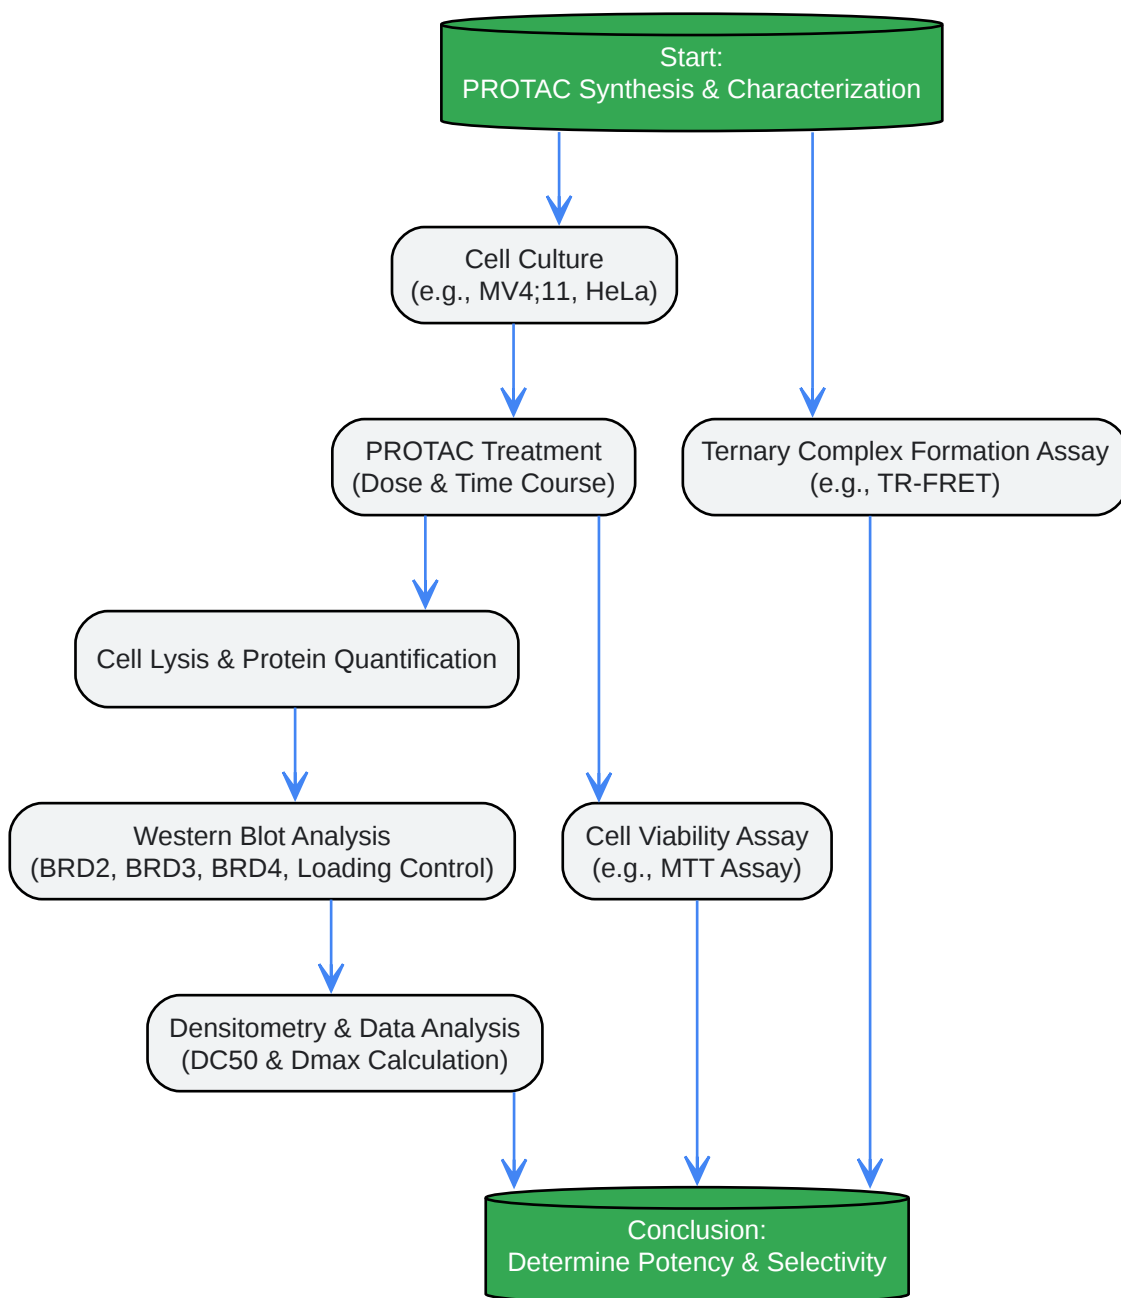 Start:
PROTAC Synthesis & Characterization
Cell Culture
(e.g., MV4;11, HeLa)
PROTAC Treatment
(Dose & Time Course)
Ternary Complex Formation Assay
(e.g., TR-FRET)
Cell Lysis & Protein Quantification
Western Blot Analysis
(BRD2, BRD3, BRD4, Loading Control)
Cell Viability Assay
(e.g., MTT Assay)
Densitometry & Data Analysis
(DC50 & Dmax Calculation)
Conclusion:
Determine Potency & Selectivity